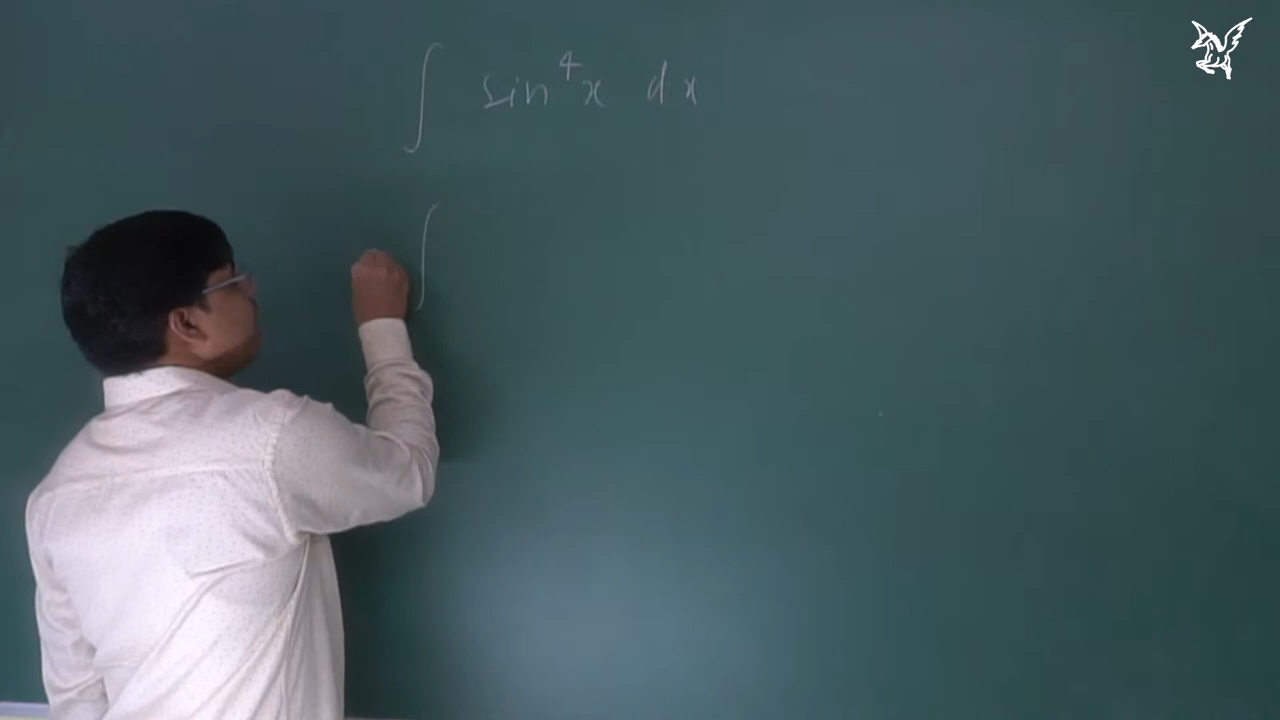 ∫ sin⁴x dx
∫